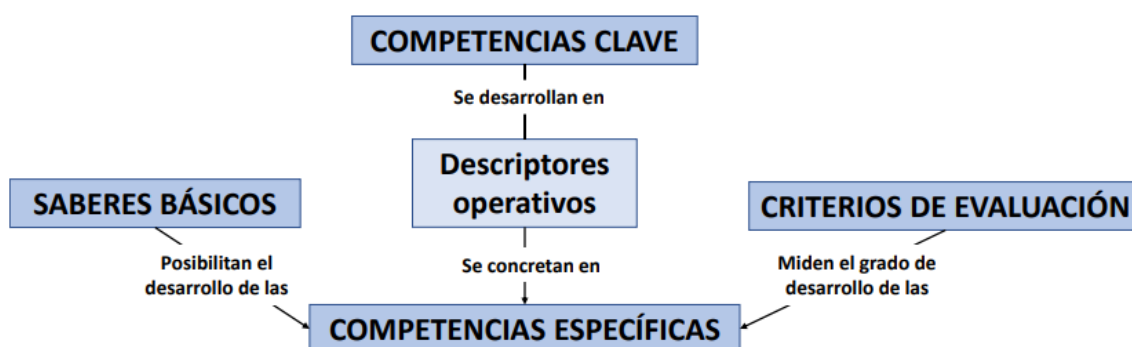 COMPETENCIAS CLAVE
Se desarrollan en
Descriptores
operativos
SABERES BÁSICOS
CRITERIOS DE EVALUACIÓN
Posibilitan el
desarrollo de las
Se concretan en
Miden el grado de
desarrollo de las
COMPETENCIAS ESPECÍFICAS